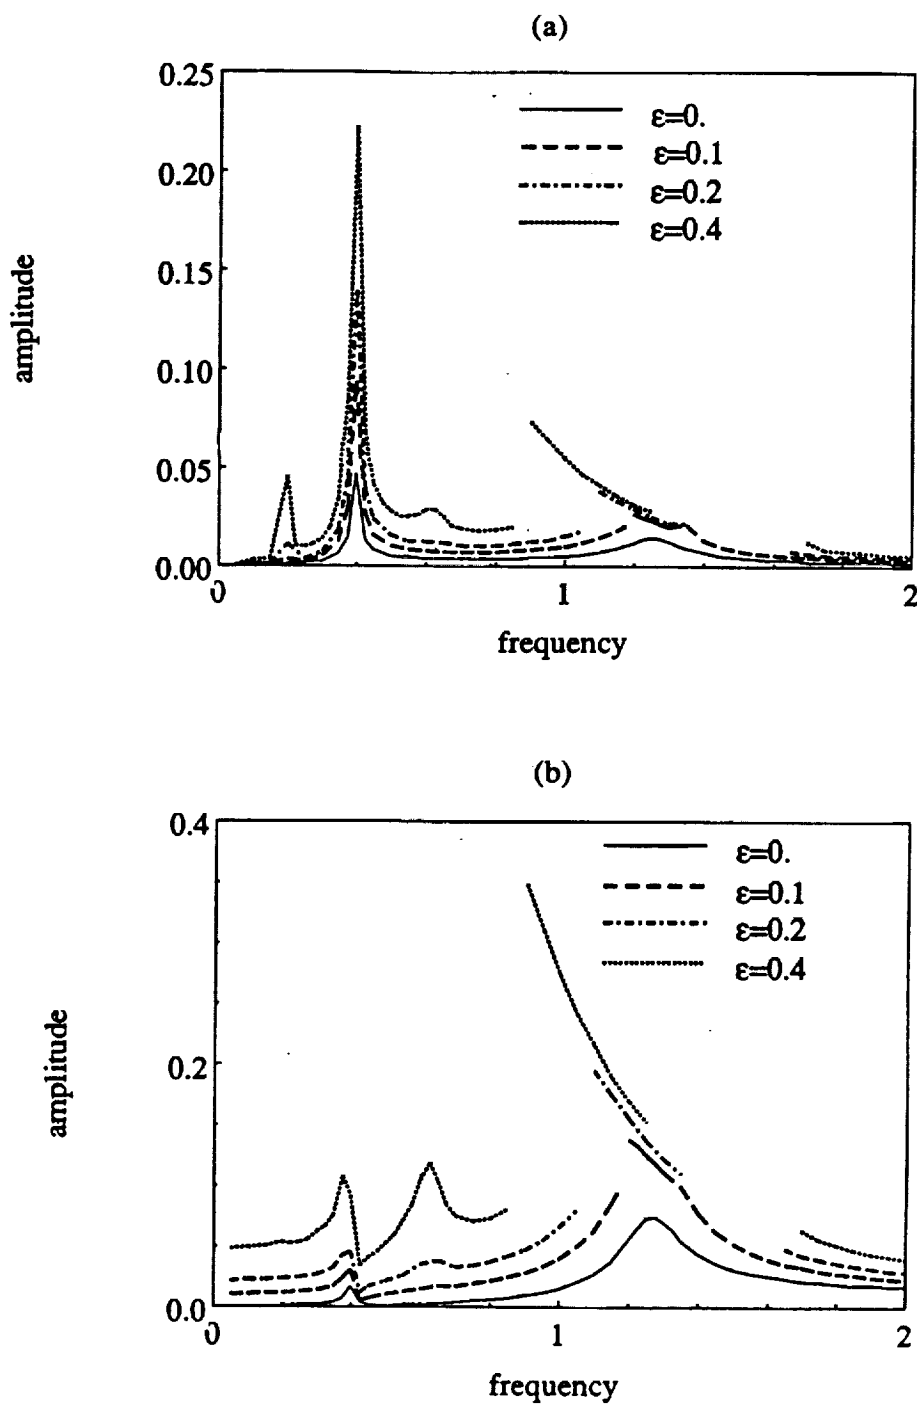 (a)
0.25
0.20
0.15
0.10
0.05
0.00
amplitude
ε=0.
ε=0.1
ε=0.2
ε=0.4
0 1 2
frequency
(b)
0.4
0.2
0.0
amplitude
ε=0.
ε=0.1
ε=0.2
ε=0.4
0 1 2
frequency